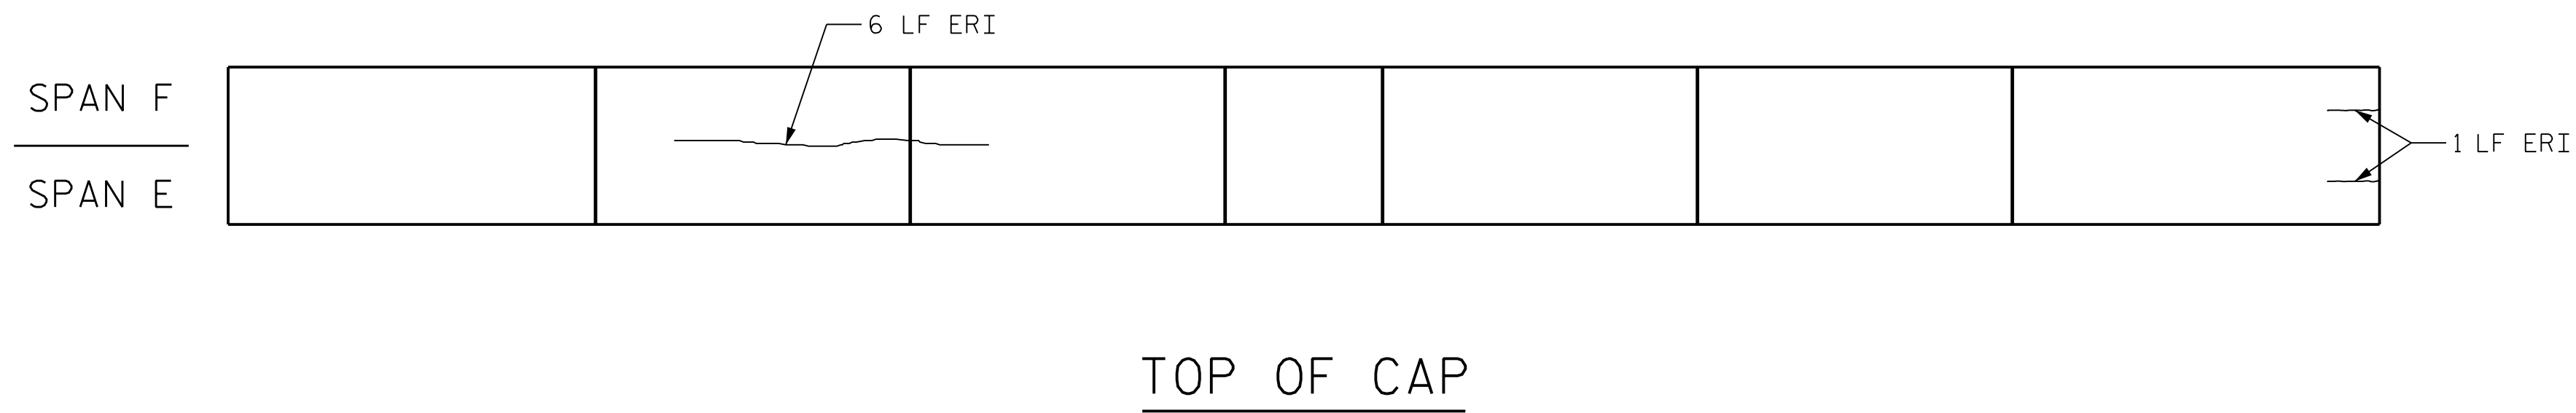 6 LF ERI
SPAN F
SPAN E
1 LF ERI
TOP OF CAP